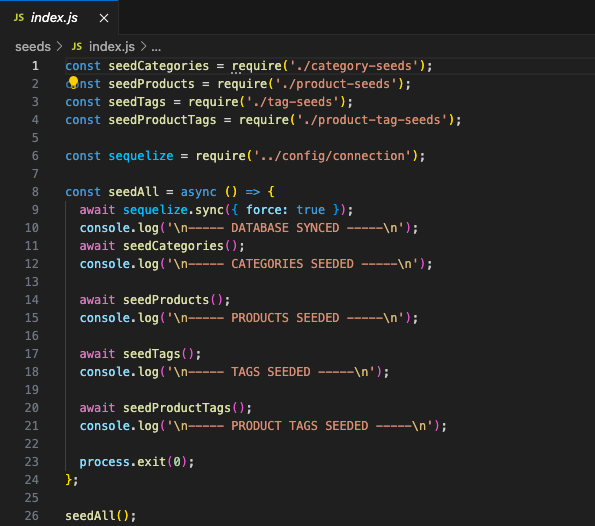 JS index.js ×
seeds > JS index.js > ...
1 const seedCategories = require('./category-seeds');
2 const seedProducts = require('./product-seeds');
3 const seedTags = require('./tag-seeds');
4 const seedProductTags = require('./product-tag-seeds');
5
6 const sequelize = require('../config/connection');
7
8 const seedAll = async () => {
9   await sequelize.sync({ force: true });
10   console.log('\n----- DATABASE SYNCED -----\n');
11   await seedCategories();
12   console.log('\n----- CATEGORIES SEEDED -----\n');
13
14   await seedProducts();
15   console.log('\n----- PRODUCTS SEEDED -----\n');
16
17   await seedTags();
18   console.log('\n----- TAGS SEEDED -----\n');
19
20   await seedProductTags();
21   console.log('\n----- PRODUCT TAGS SEEDED -----\n');
22
23   process.exit(0);
24 };
25
26 seedAll();